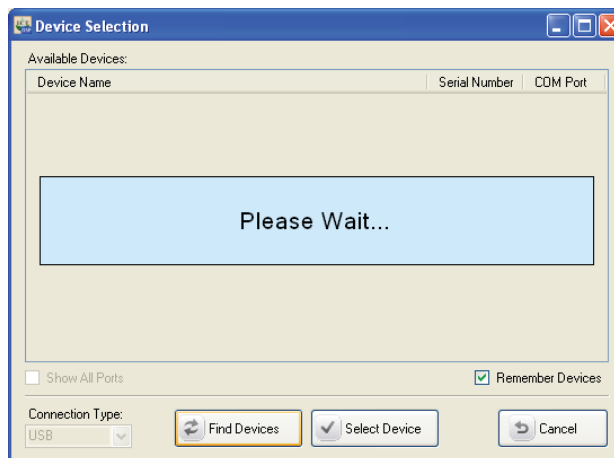 Device Selection
Available Devices:
Device Name Serial Number COM Port
Please Wait...
Show All Ports Remember Devices
Connection Type:
USB Find Devices Select Device Cancel